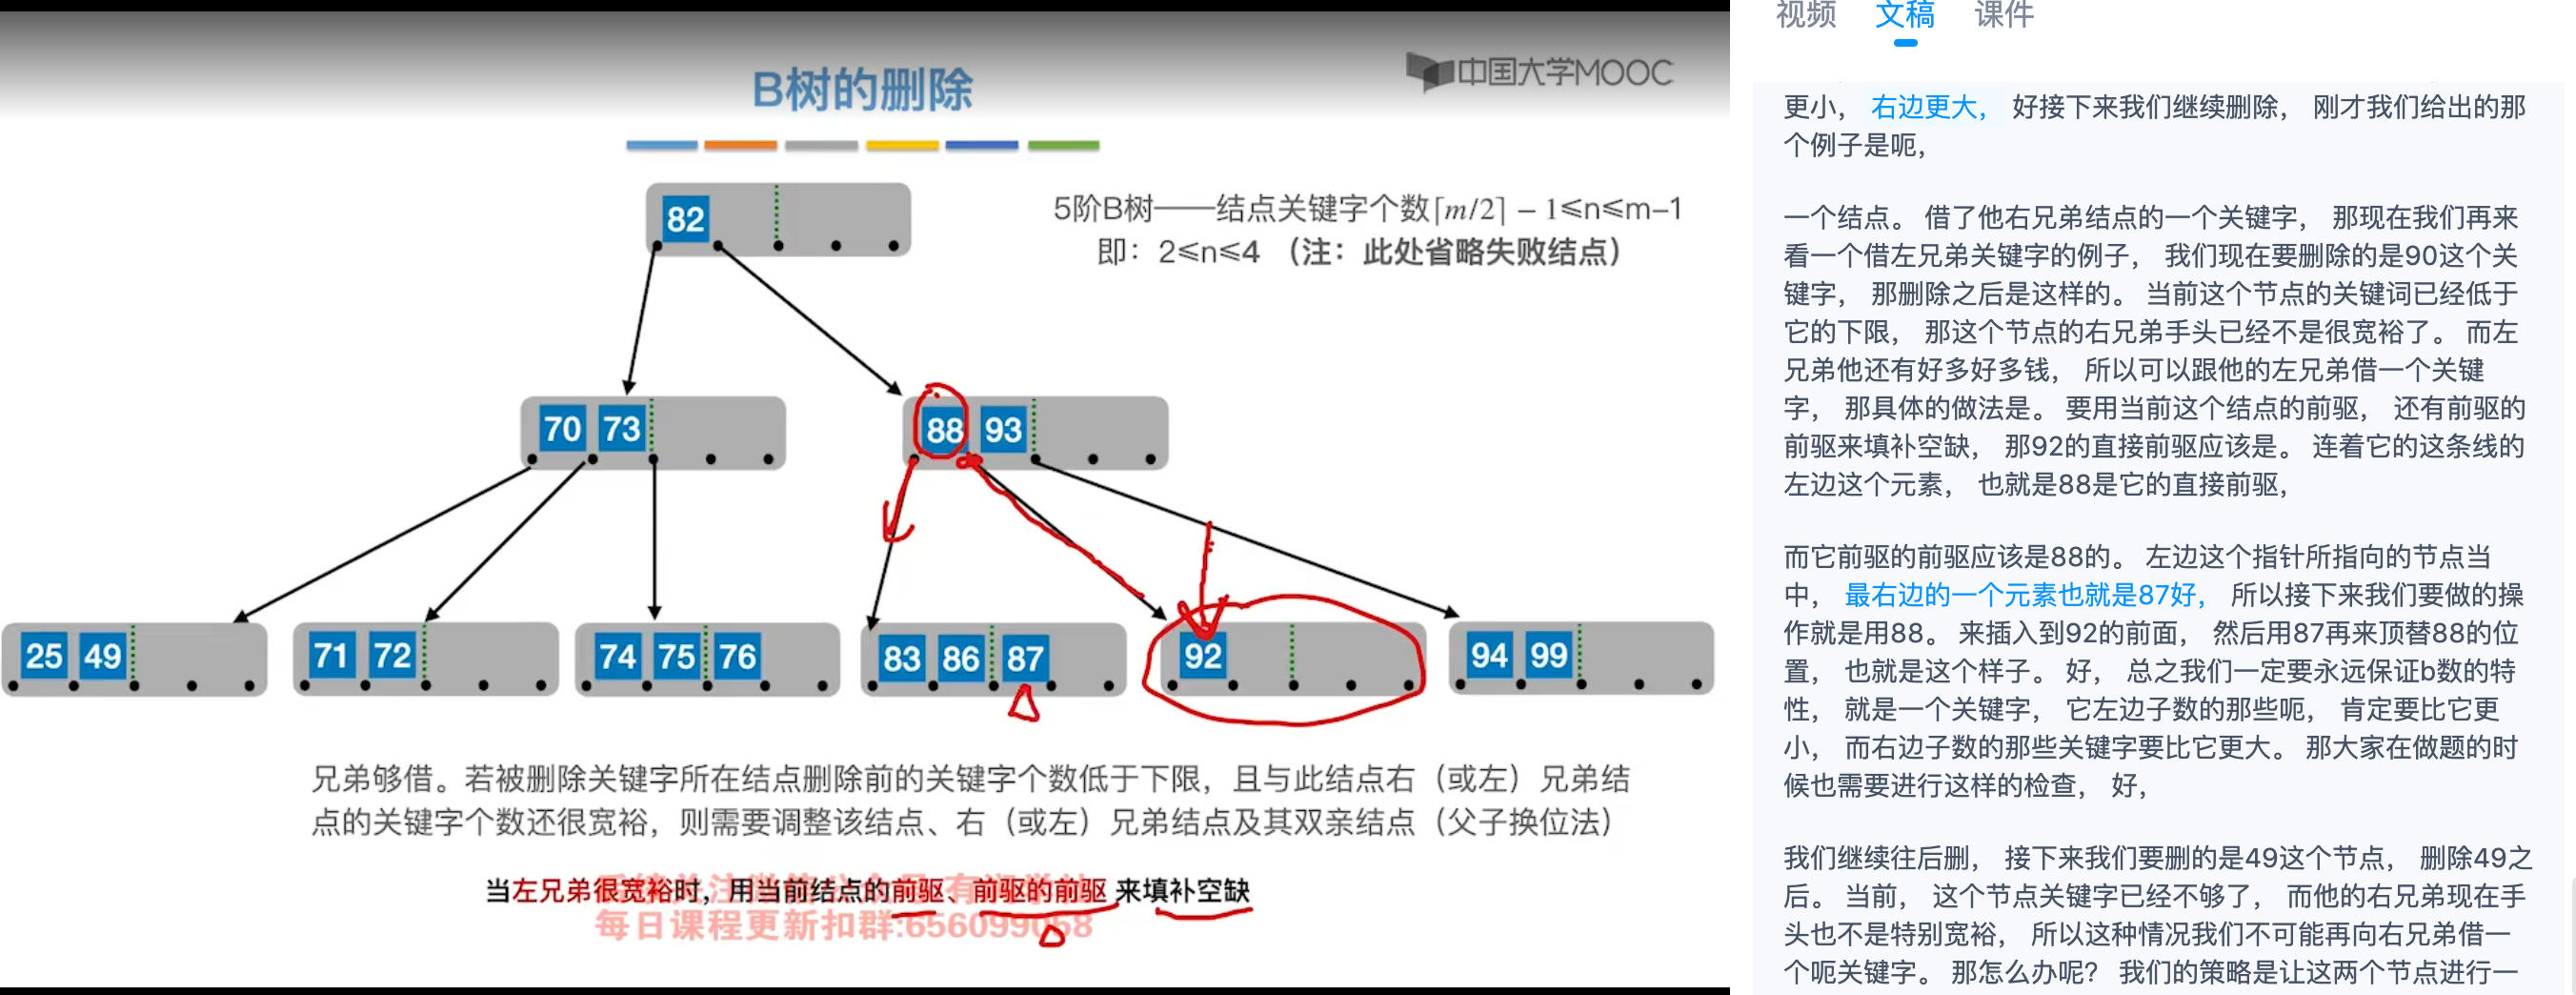 中国大学MOOC
B树的删除
82
5阶B树——结点关键字个数⌈m/2⌉ − 1≤n≤m−1
即：2≤n≤4 （注：此处省略失败结点）
70 73
88 93
25 49
71 72
74 75 76
83 86 87
92
94 99
兄弟够借。若被删除关键字所在结点删除前的关键字个数低于下限，且与此结点右（或左）兄弟结
点的关键字个数还很宽裕，则需要调整该结点、右（或左）兄弟结点及其双亲结点（父子换位法）
当左兄弟很宽裕时，用当前结点的前驱、前驱的前驱 来填补空缺
每日课程更新扣群:656099068
视频 文稿 课件
更小， 右边更大， 好接下来我们继续删除， 刚才我们给出的那
个例子是呃，
一个结点。 借了他右兄弟结点的一个关键字， 那现在我们再来
看一个借左兄弟关键字的例子， 我们现在要删除的是90这个关
键字， 那删除之后是这样的。 当前这个节点的关键词已经低于
它的下限， 那这个节点的右兄弟手头已经不是很宽裕了。 而左
兄弟他还有好多好多钱， 所以可以跟他的左兄弟借一个关键
字， 那具体的做法是。 要用当前这个结点的前驱， 还有前驱的
前驱来填补空缺， 那92的直接前驱应该是。 连着它的这条线的
左边这个元素， 也就是88是它的直接前驱，
而它前驱的前驱应该是88的。 左边这个指针所指向的节点当
中， 最右边的一个元素也就是87好， 所以接下来我们要做的操
作就是用88。 来插入到92的前面， 然后用87再来顶替88的位
置， 也就是这个样子。 好， 总之我们一定要永远保证b数的特
性， 就是一个关键字， 它左边子数的那些呃， 肯定要比它更
小， 而右边子数的那些关键字要比它更大。 那大家在做题的时
候也需要进行这样的检查， 好，
我们继续往后删， 接下来我们要删的是49这个节点， 删除49之
后。 当前， 这个节点关键字已经不够了， 而他的右兄弟现在手
头也不是特别宽裕， 所以这种情况我们不可能再向右兄弟借一
个呃关键字。 那怎么办呢？ 我们的策略是让这两个节点进行一